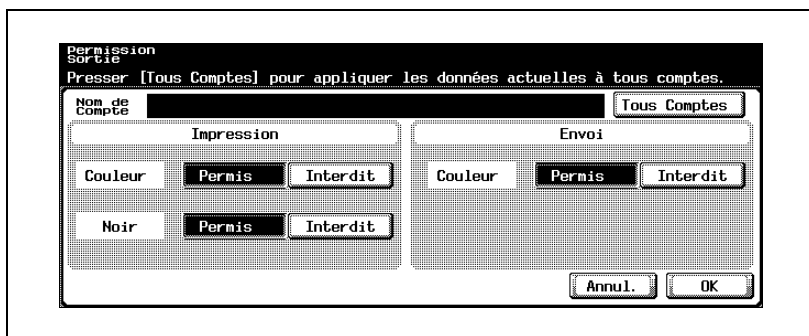 Permission
Sortie
Presser [Tous Comptes] pour appliquer les données actuelles à tous comptes.
Nom de
Compte
Tous Comptes
Impression
Envoi
Couleur Permis Interdit
Couleur Permis Interdit
Noir Permis Interdit
Annul. OK